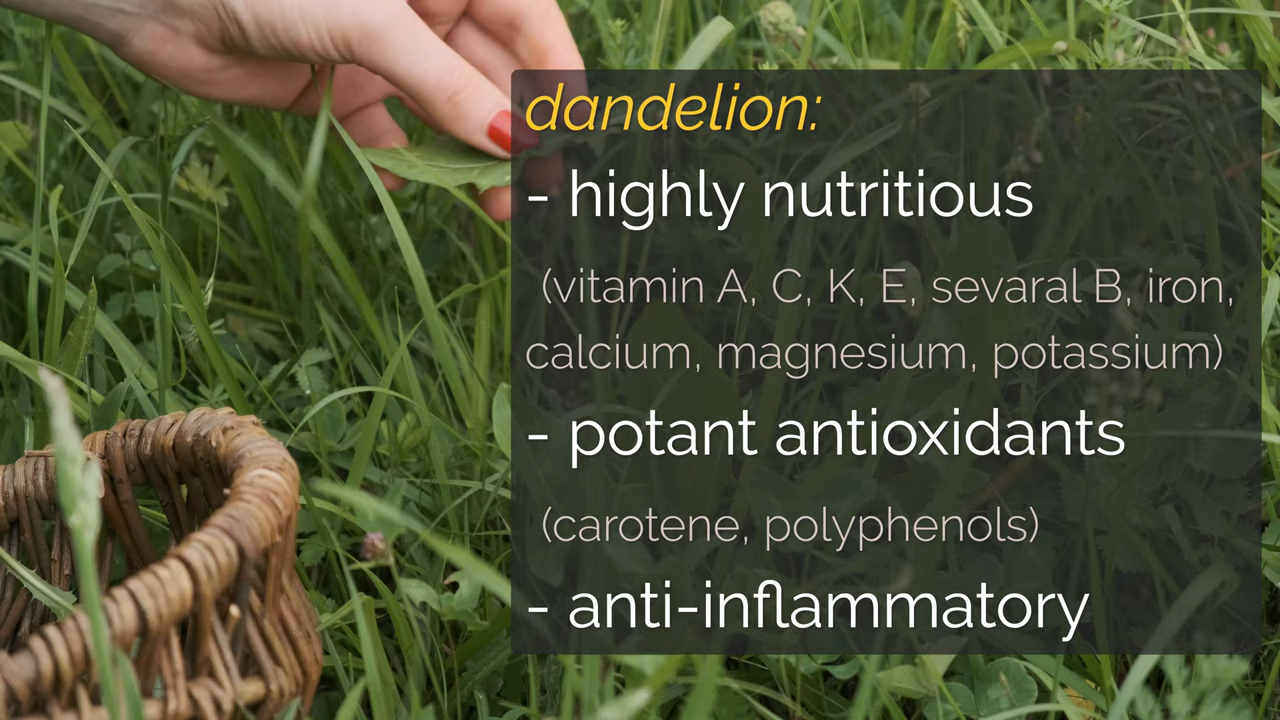 dandelion:
- highly nutritious
(vitamin A, C, K, E, sevaral B, iron,
calcium, magnesium, potassium)
- potant antioxidants
(carotene, polyphenols)
- anti-inflammatory